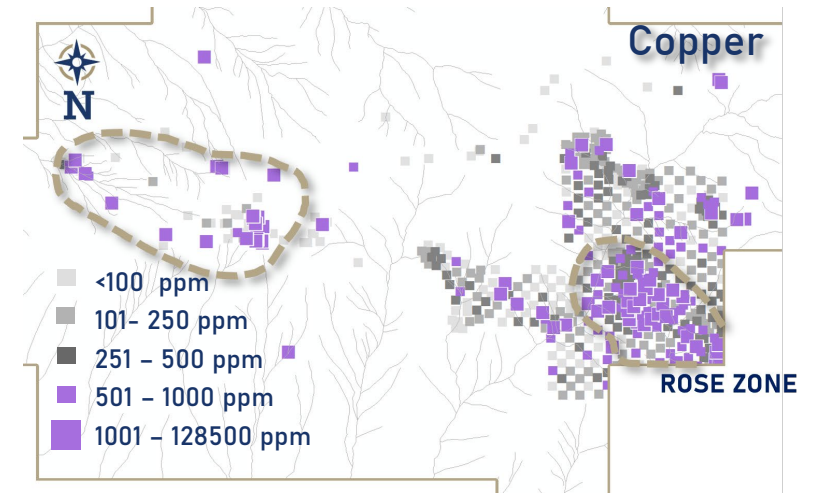 Copper
N
<100 ppm
101- 250 ppm
251 – 500 ppm
501 – 1000 ppm
1001 – 128500 ppm
ROSE ZONE